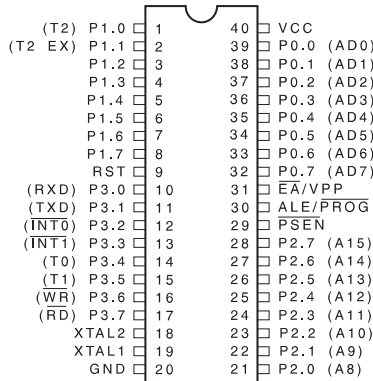 (T2) P1.0 1 40 VCC
(T2 EX) P1.1 2 39 P0.0 (AD0)
P1.2 3 38 P0.1 (AD1)
P1.3 4 37 P0.2 (AD2)
P1.4 5 36 P0.3 (AD3)
P1.5 6 35 P0.4 (AD4)
P1.6 7 34 P0.5 (AD5)
P1.7 8 33 P0.6 (AD6)
RST 9 32 P0.7 (AD7)
(RXD) P3.0 10 31 E̅A̅/VPP
(TXD) P3.1 11 30 ALE/P̅R̅O̅G̅
(I̅N̅T̅0̅) P3.2 12 29 P̅S̅E̅N̅
(I̅N̅T̅1̅) P3.3 13 28 P2.7 (A15)
(T0) P3.4 14 27 P2.6 (A14)
(T1) P3.5 15 26 P2.5 (A13)
(W̅R̅) P3.6 16 25 P2.4 (A12)
(R̅D̅) P3.7 17 24 P2.3 (A11)
XTAL2 18 23 P2.2 (A10)
XTAL1 19 22 P2.1 (A9)
GND 20 21 P2.0 (A8)